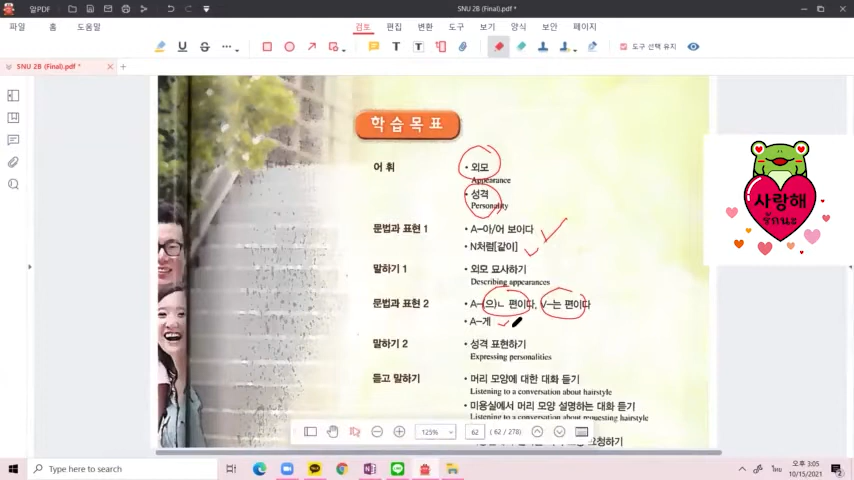 알PDF
SNU 2B (Final).pdf *
파일 홈 도움말
검토 편집 변환 도구 보기 양식 보안 페이지
도구 선택 유지
SNU 2B (Final).pdf *
학습목표
어휘
• 외모
Appearance
• 성격
Personality
문법과 표현 1
• A-아/어 보이다
• N처럼[같이]
말하기 1
• 외모 묘사하기
Describing appearances
문법과 표현 2
• A-(으)ㄴ 편이다, V-는 편이다
• A-게
말하기 2
• 성격 표현하기
Expressing personalities
듣고 말하기
• 머리 모양에 대한 대화 듣기
Listening to a conversation about hairstyle
• 미용실에서 머리 모양 설명하는 대화 듣기
Listening to a conversation about requesting hairstyle
사랑해
รักนะ
125%
62 (62 / 278)
Type here to search
ไทย
오후 3:05
10/15/2021